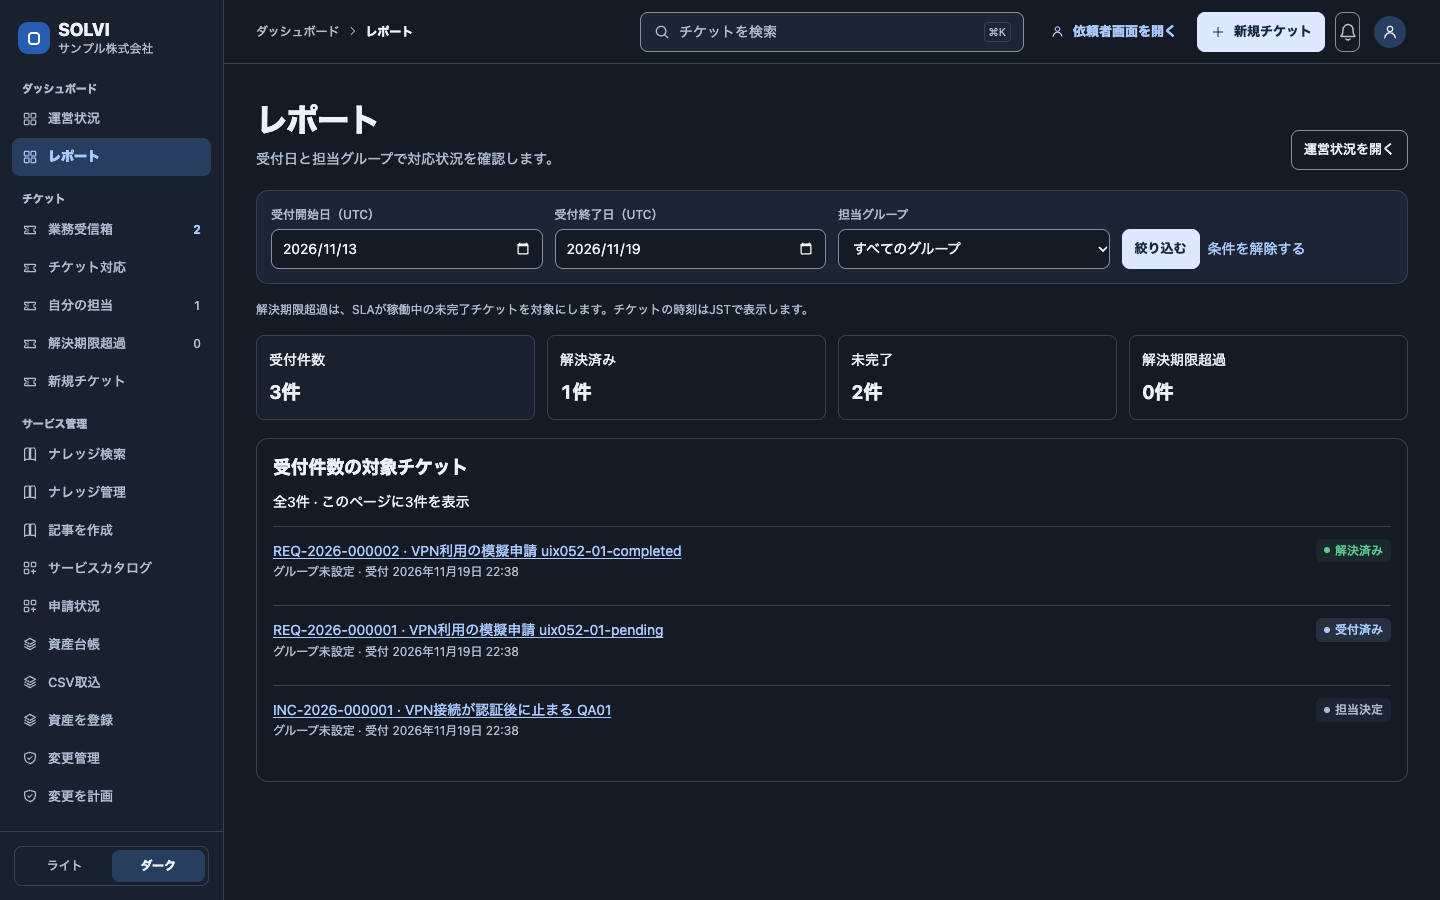 SOLVI
サンプル株式会社
ダッシュボード
運営状況
レポート
チケット
業務受信箱 2
チケット対応
自分の担当 1
解決期限超過 0
新規チケット
サービス管理
ナレッジ検索
ナレッジ管理
記事を作成
サービスカタログ
申請状況
資産台帳
CSV取込
資産を登録
変更管理
変更を計画
ライト ダーク
ダッシュボード > レポート
チケットを検索 ⌘K
依頼者画面を開く
+ 新規チケット
レポート
受付日と担当グループで対応状況を確認します。
運営状況を開く
受付開始日（UTC） 受付終了日（UTC） 担当グループ
2026/11/13 2026/11/19 すべてのグループ 絞り込む 条件を解除する
解決期限超過は、SLAが稼働中の未完了チケットを対象にします。チケットの時刻はJSTで表示します。
受付件数 解決済み 未完了 解決期限超過
3件 1件 2件 0件
受付件数の対象チケット
全3件 · このページに3件を表示
REQ-2026-000002 · VPN利用の模擬申請 uix052-01-completed 解決済み
グループ未設定 · 受付 2026年11月19日 22:38
REQ-2026-000001 · VPN利用の模擬申請 uix052-01-pending 受付済み
グループ未設定 · 受付 2026年11月19日 22:38
INC-2026-000001 · VPN接続が認証後に止まる QA01 担当決定
グループ未設定 · 受付 2026年11月19日 22:38